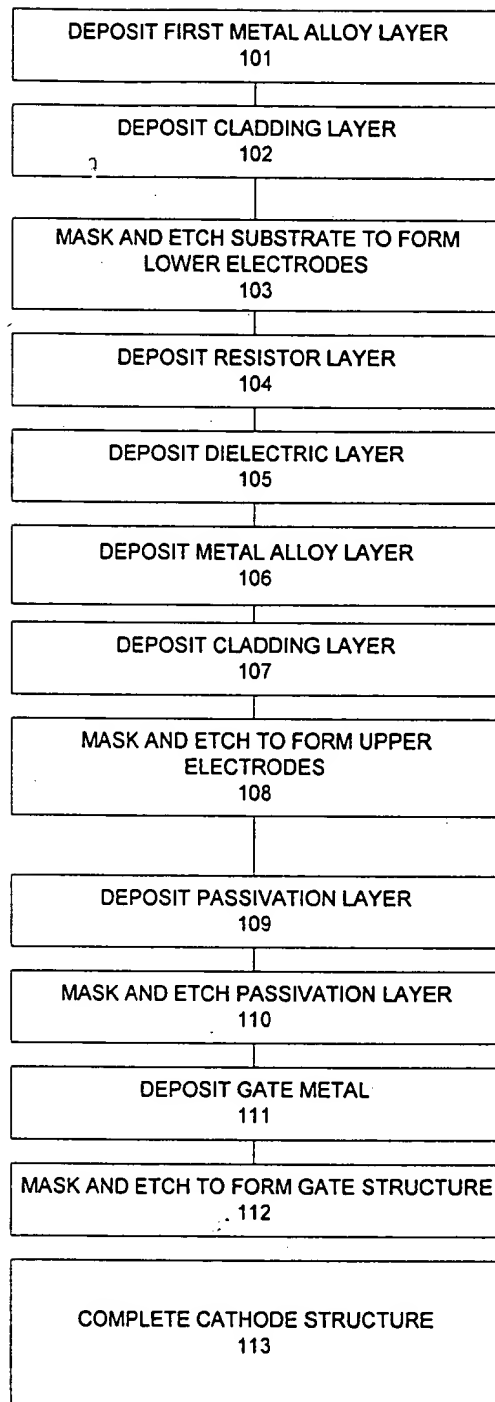 DEPOSIT FIRST METAL ALLOY LAYER
101
DEPOSIT CLADDING LAYER
102
MASK AND ETCH SUBSTRATE TO FORM
LOWER ELECTRODES
103
DEPOSIT RESISTOR LAYER
104
DEPOSIT DIELECTRIC LAYER
105
DEPOSIT METAL ALLOY LAYER
106
DEPOSIT CLADDING LAYER
107
MASK AND ETCH TO FORM UPPER
ELECTRODES
108
DEPOSIT PASSIVATION LAYER
109
MASK AND ETCH PASSIVATION LAYER
110
DEPOSIT GATE METAL
111
MASK AND ETCH TO FORM GATE STRUCTURE
112
COMPLETE CATHODE STRUCTURE
113